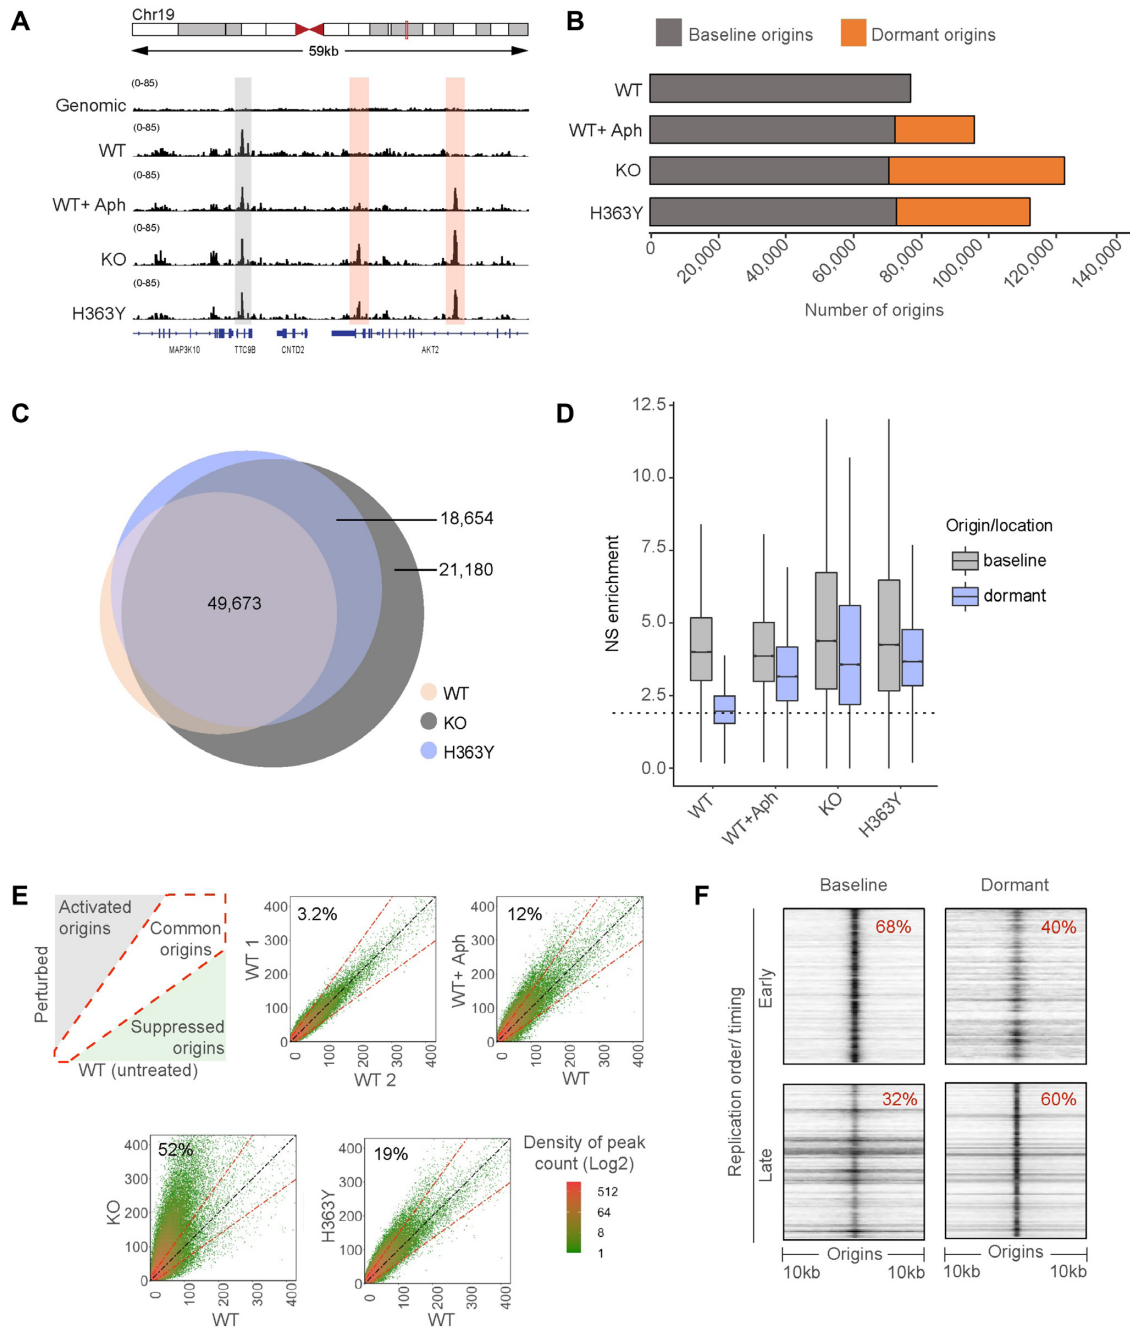 A
Chr19
59kb
(0-85)
Genomic
(0-85)
WT
(0-85)
WT+ Aph
(0-85)
KO
(0-85)
H363Y
MAP3K10 TTC9B CNTD2 AKT2
B
Baseline origins Dormant origins
WT
WT+ Aph
KO
H363Y
0 20,000 40,000 60,000 80,000 100,000 120,000 140,000
Number of origins
C
18,654
21,180
49,673
WT
KO
H363Y
D
NS enrichment
12.5
10.0
7.5
5.0
2.5
0.0
WT WT+Aph KO H363Y
Origin/location
baseline
dormant
E
Perturbed
Activated
origins
Common
origins
Suppressed
origins
WT (untreated)
3.2%
WT 1
400
300
200
100
0
0 100 200 300 400
WT 2
12%
WT+ Aph
400
300
200
100
0
0 100 200 300 400
WT
52%
KO
400
300
200
100
0
0 100 200 300 400
WT
19%
H363Y
400
300
200
100
0
0 100 200 300 400
WT
Density of peak
count (Log2)
512
64
8
1
F
Baseline Dormant
Replication order/ timing
Early
68% 40%
Late
32% 60%
Origins Origins
10kb 10kb 10kb 10kb